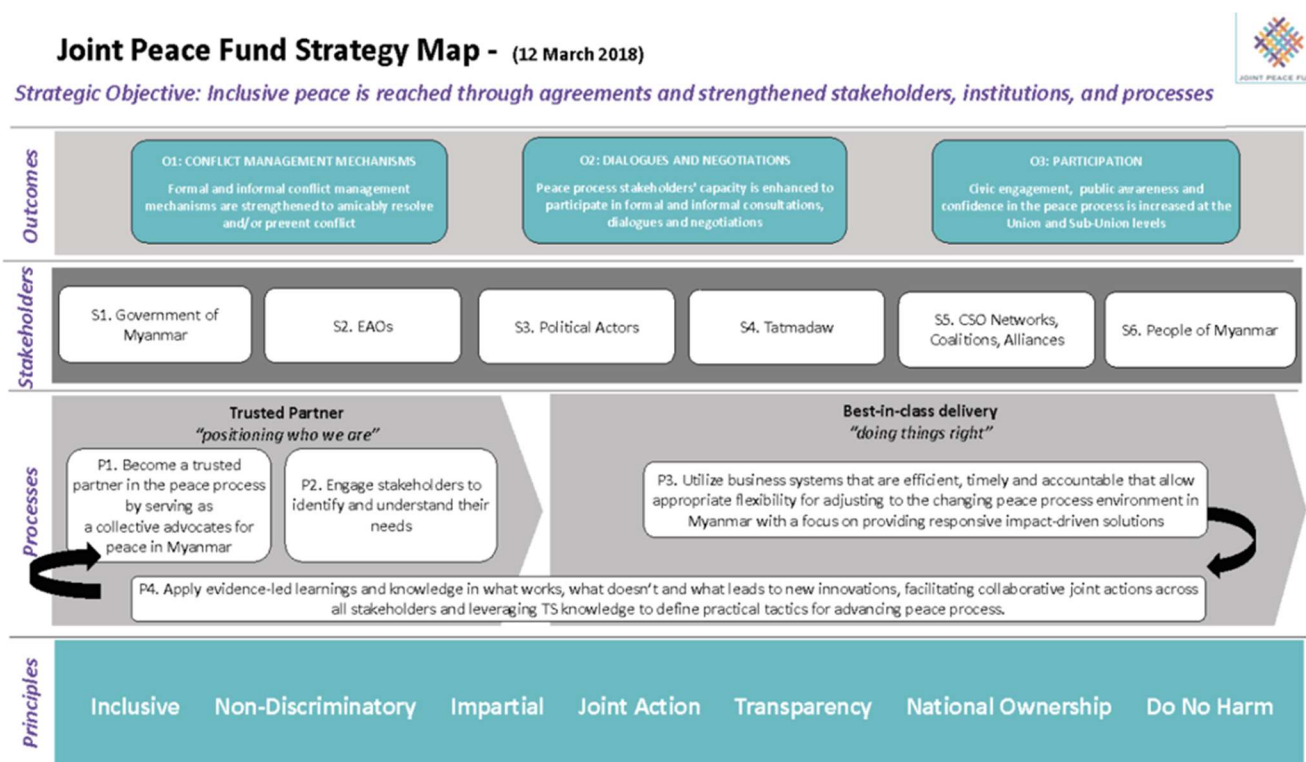 Joint Peace Fund Strategy Map - (12 March 2018)
JOINT PEACE FU
Strategic Objective: Inclusive peace is reached through agreements and strengthened stakeholders, institutions, and processes
Outcomes
O1: CONFLICT MANAGEMENT MECHANISMS
Formal and informal conflict management
mechanisms are strengthened to amicably resolve
and/or prevent conflict
O2: DIALOGUES AND NEGOTIATIONS
Peace process stakeholders' capacity is enhanced to
participate in formal and informal consultations,
dialogues and negotiations
O3: PARTICIPATION
Civic engagement, public awareness and
confidence in the peace process is increased at the
Union and Sub-Union levels
Stakeholders
S1. Government of
Myanmar
S2. EAOs
S3. Political Actors
S4. Tatmadaw
S5. CSO Networks,
Coalitions, Alliances
S6. People of Myanmar
Processes
Trusted Partner
"positioning who we are"
P1. Become a trusted
partner in the peace process
by serving as
a collective advocates for
peace in Myanmar
P2. Engage stakeholders to
identify and understand their
needs
Best-in-class delivery
"doing things right"
P3. Utilize business systems that are efficient, timely and accountable that allow
appropriate flexibility for adjusting to the changing peace process environment in
Myanmar with a focus on providing responsive impact-driven solutions
P4. Apply evidence-led learnings and knowledge in what works, what doesn't and what leads to new innovations, facilitating collaborative joint actions across
all stakeholders and leveraging TS knowledge to define practical tactics for advancing peace process.
Principles
Inclusive Non-Discriminatory Impartial Joint Action Transparency National Ownership Do No Harm